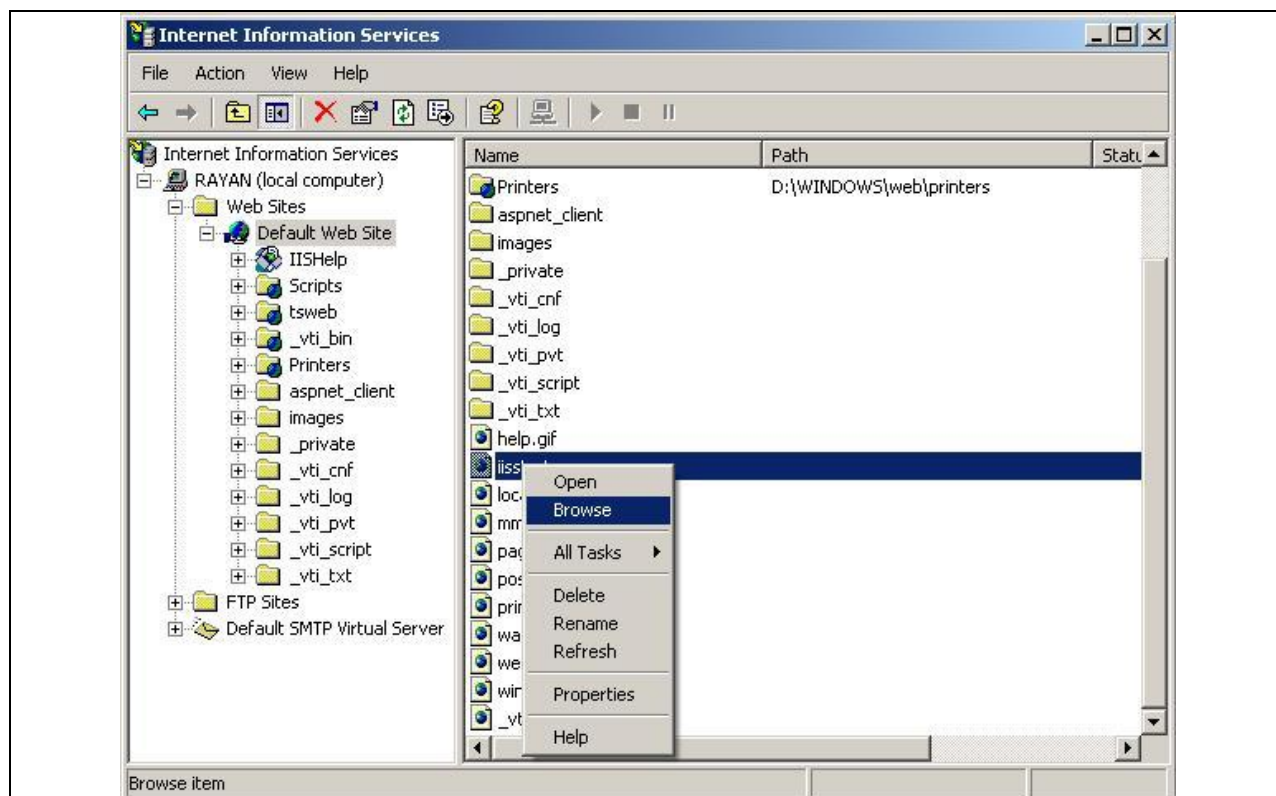 Internet Information Services
File Action View Help
Internet Information Services
RAYAN (local computer)
Web Sites
Default Web Site
IISHelp
Scripts
tsweb
_vti_bin
Printers
aspnet_client
images
_private
_vti_cnf
_vti_log
_vti_pvt
_vti_script
_vti_txt
FTP Sites
Default SMTP Virtual Server
Name Path
Printers D:\WINDOWS\web\printers
aspnet_client
images
_private
_vti_cnf
_vti_log
_vti_pvt
_vti_script
_vti_txt
help.gif
Open
Browse
All Tasks
Delete
Rename
Refresh
Properties
Help
Browse item